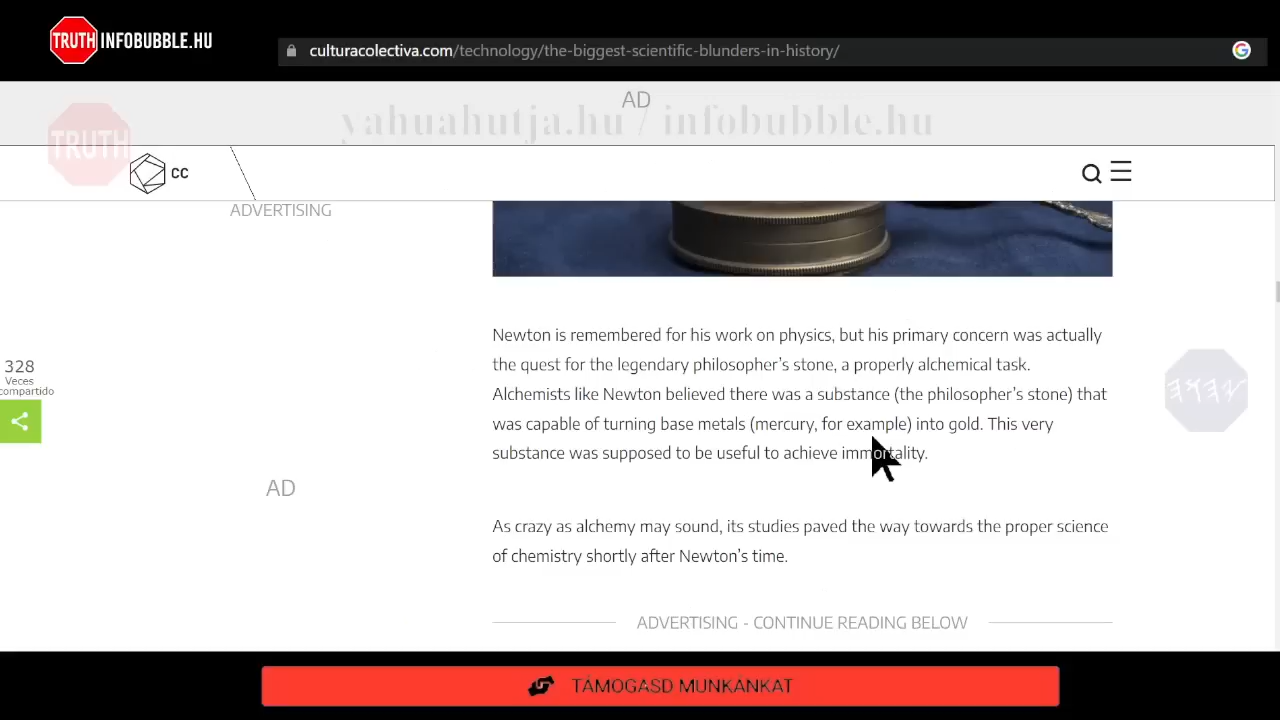 TRUTH INFOBUBBLE.HU
culturacolectiva.com/technology/the-biggest-scientific-blunders-in-history/
AD
yahuahutja.hu / infobubble.hu
TRUTH
CC
ADVERTISING
Newton is remembered for his work on physics, but his primary concern was actually
the quest for the legendary philosopher’s stone, a properly alchemical task.
Alchemists like Newton believed there was a substance (the philosopher’s stone) that
was capable of turning base metals (mercury, for example) into gold. This very
substance was supposed to be useful to achieve immortality.
328
Veces
compartido
AD
As crazy as alchemy may sound, its studies paved the way towards the proper science
of chemistry shortly after Newton’s time.
ADVERTISING - CONTINUE READING BELOW
TÁMOGASD MUNKÁNKAT